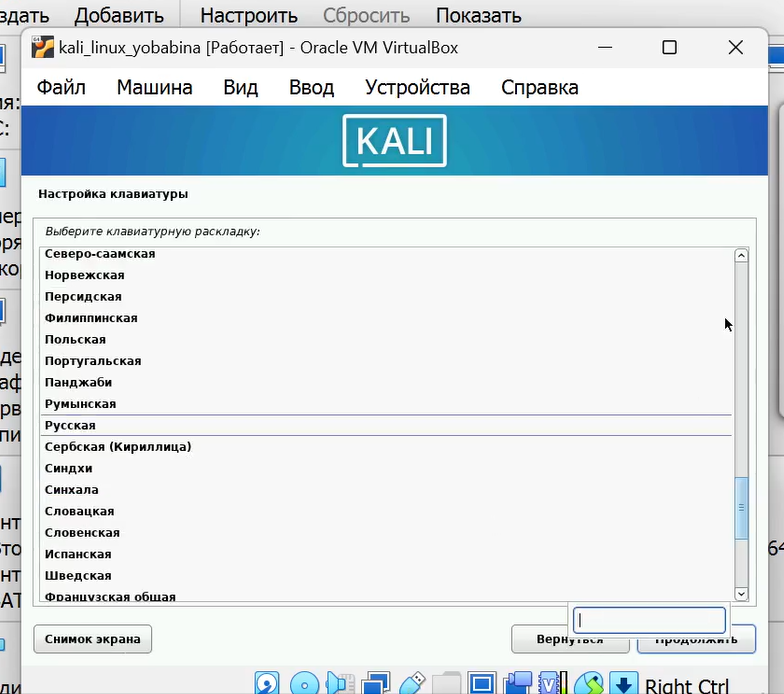 здать Добавить Настроить Сбросить Показать
kali_linux_yobabina [Работает] - Oracle VM VirtualBox
Файл Машина Вид Ввод Устройства Справка
KALI
Настройка клавиатуры
Выберите клавиатурную раскладку:
Северо-саамская
Норвежская
Персидская
Филиппинская
Польская
Португальская
Панджаби
Румынская
Русская
Сербская (Кириллица)
Синдхи
Синхала
Словацкая
Словенская
Испанская
Шведская
Французская общая
Снимок экрана Вернуться Продолжить
Right Ctrl